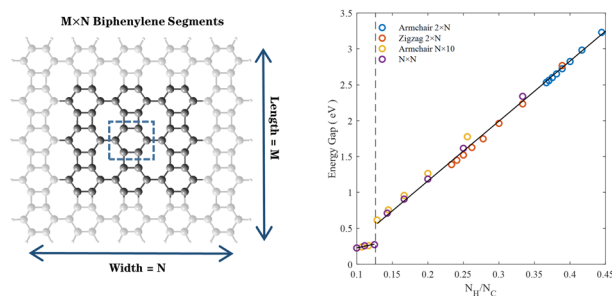 M×N Biphenylene Segments
Length = M
Width = N
Energy Gap ( eV)
3.5
3
2.5
2
1.5
1
0.5
0
Armchair 2×N
Zigzag 2×N
Armchair N×10
N×N
0.1 0.15 0.2 0.25 0.3 0.35 0.4 0.45
N_H/N_C